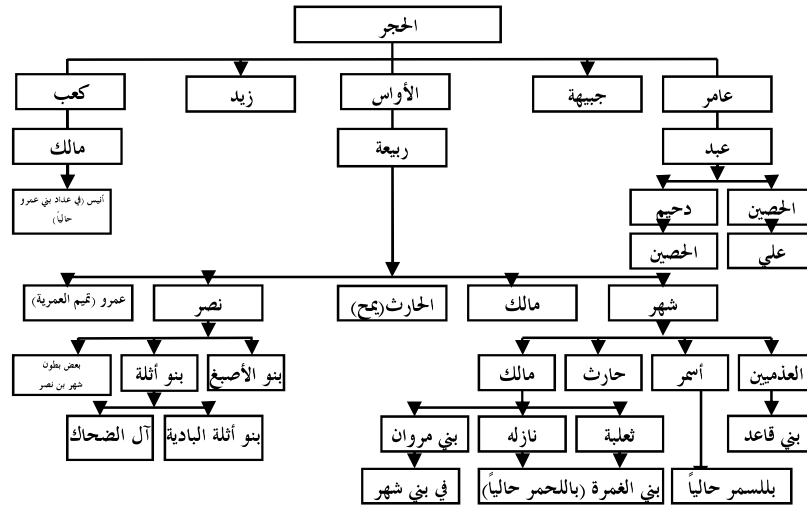 الحجر
عامر
جبيهة
الأواس
زيد
كعب
عبد
ربيعة
مالك
الحصين
دحيم
أنيس (في عداد بني عمرو
حالياً)
علي
الحصين
شهر
مالك
الحارث(يمح)
نصر
عمرو (تميم العمرية)
العذميين
أسمر
حارث
مالك
بنو الأصبغ
بنو أثلة
بعض بطون
شهر بن نصر
بني قاعد
ثعلبة
نازله
بني مروان
بنو أثلة البادية
آل الضحاك
بللسمر حالياً
بني الغمرة (باللحمر حالياً)
في بني شهر